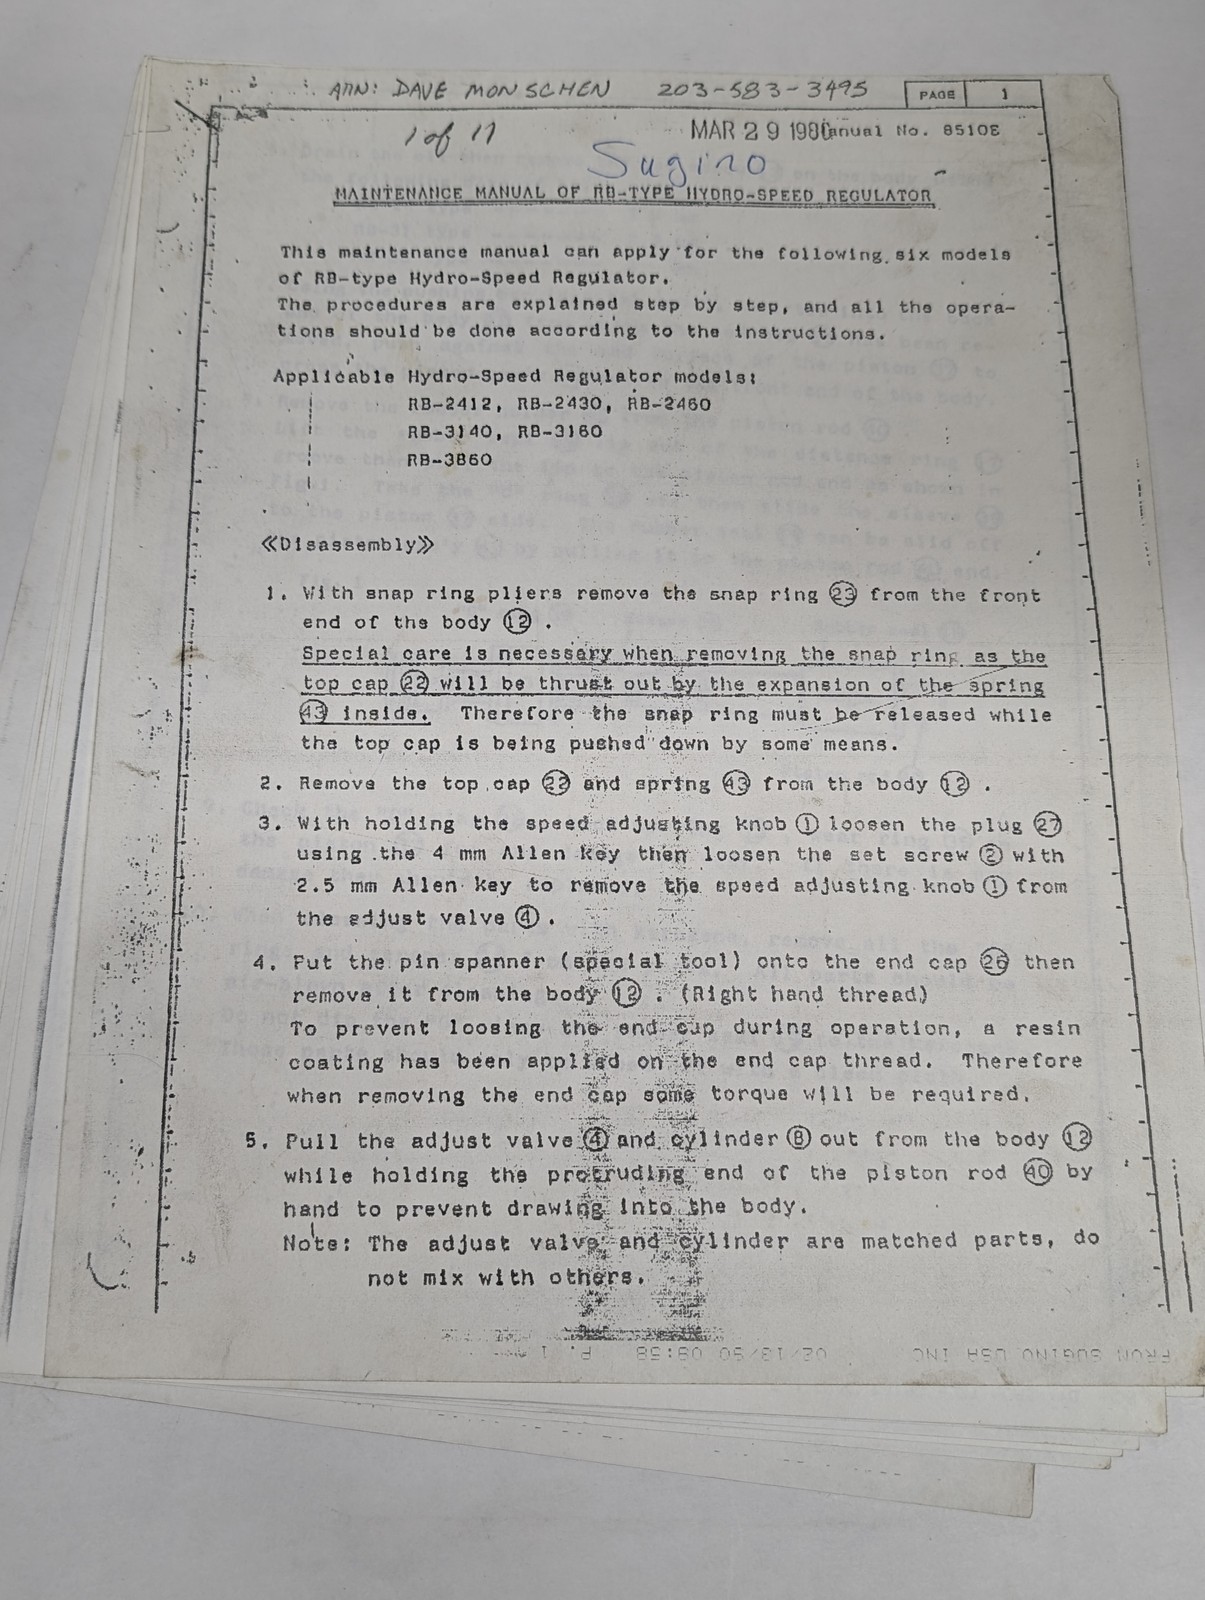 ATTN: DAVE MONSCHEN 203-583-3495 PAGE 1
1 of 17 MAR 29 198 Manual No. 8510E
Sugino
MAINTENANCE MANUAL OF RB-TYPE HYDRO-SPEED REGULATOR
This maintenance manual can apply for the following six models
of RB-type Hydro-Speed Regulator.
The procedures are explained step by step, and all the opera-
tions should be done according to the instructions.
Applicable Hydro-Speed Regulator models:
RB-2412, RB-2430, RB-2460
RB-3140, RB-3160
RB-3860
≪Disassembly≫
1. With snap ring pliers remove the snap ring ㉓ from the front
end of ths body ⑫ .
Special care is necessary when removing the snap ring as the
top cap ㉒ will be thrust out by the expansion of the spring
㊸ inside. Therefore the snap ring must be released while
the top cap is being pushed down by some means.
2. Remove the top cap ㉒ and spring ㊸ from the body ⑫ .
3. With holding the speed adjusting knob ① loosen the plug ㉗
using the 4 mm Allen key then loosen the set screw ② with
2.5 mm Allen key to remove the speed adjusting knob ① from
the adjust valve ④ .
4. Put the pin spanner (special tool) onto the end cap ㉖ then
remove it from the body ⑫ . (Right hand thread)
To prevent loosing the end cap during operation, a resin
coating has been applied on the end cap thread. Therefore
when removing the end cap some torque will be required.
5. Pull the adjust valve ④ and cylinder ⑧ out from the body ⑫
while holding the protruding end of the piston rod ㊵ by
hand to prevent drawing into the body.
Note: The adjust valve and cylinder are matched parts, do
not mix with others.
FROM SUGINO USA INC 02/13/90 09:58 P. 1